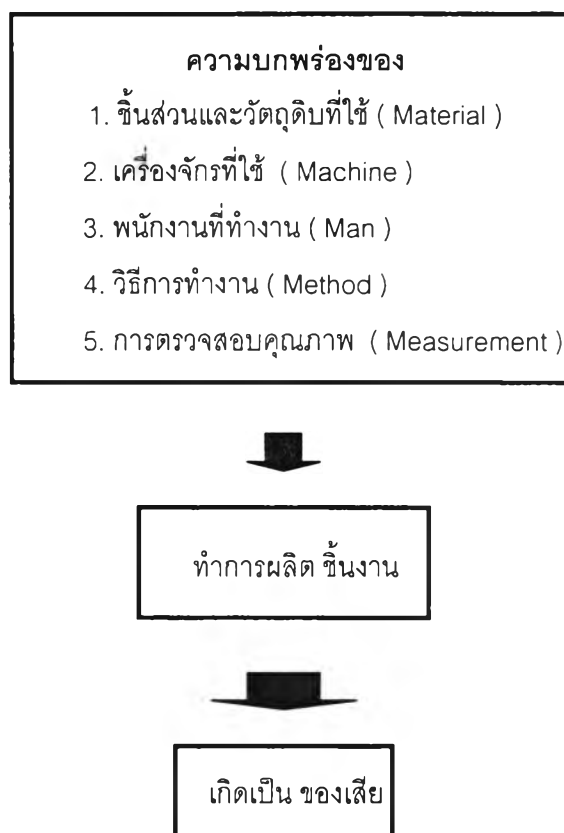 ความบกพร่องของ
1. ชิ้นส่วนและวัตถุดิบที่ใช้ ( Material )
2. เครื่องจักรที่ใช้ ( Machine )
3. พนักงานที่ทำงาน ( Man )
4. วิธีการทำงาน ( Method )
5. การตรวจสอบคุณภาพ ( Measurement )
ทำการผลิต ชิ้นงาน
เกิดเป็น ของเสีย